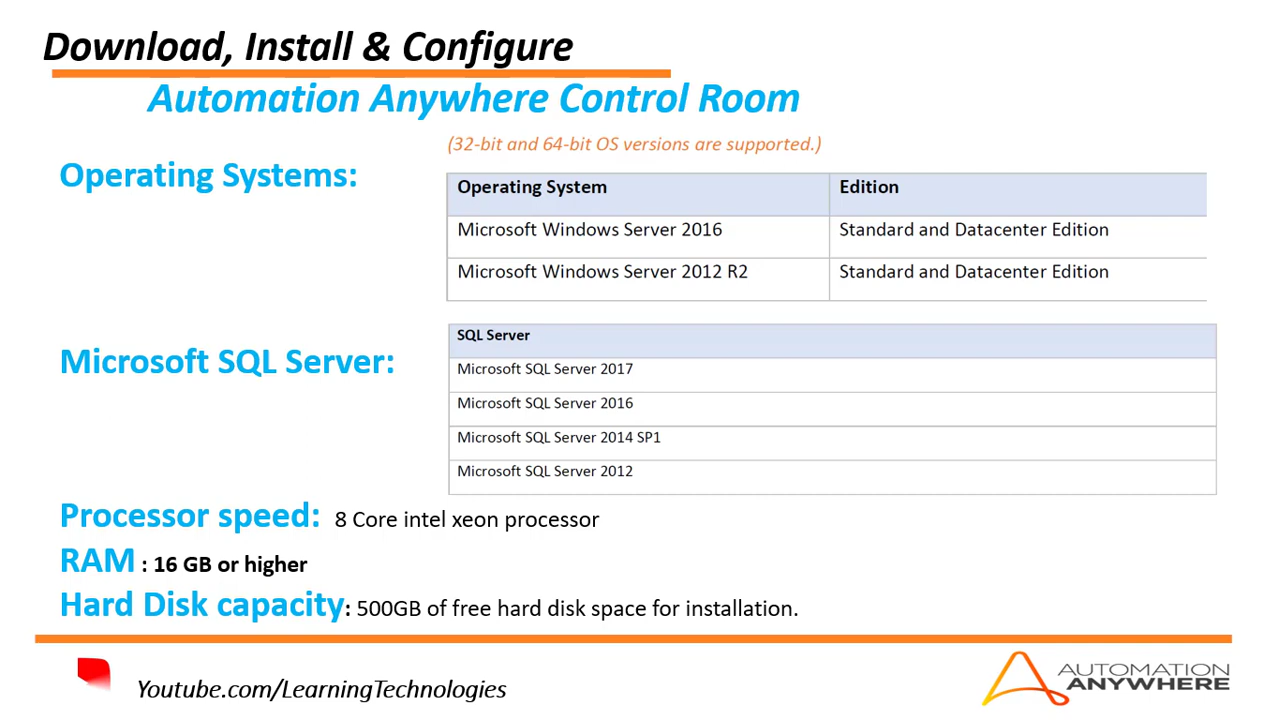 Download, Install & Configure
Automation Anywhere Control Room
(32-bit and 64-bit OS versions are supported.)
Operating Systems:
Operating System Edition
Microsoft Windows Server 2016 Standard and Datacenter Edition
Microsoft Windows Server 2012 R2 Standard and Datacenter Edition
Microsoft SQL Server:
SQL Server
Microsoft SQL Server 2017
Microsoft SQL Server 2016
Microsoft SQL Server 2014 SP1
Microsoft SQL Server 2012
Processor speed: 8 Core intel xeon processor
RAM : 16 GB or higher
Hard Disk capacity: 500GB of free hard disk space for installation.
Youtube.com/LearningTechnologies
AUTOMATION
ANYWHERE